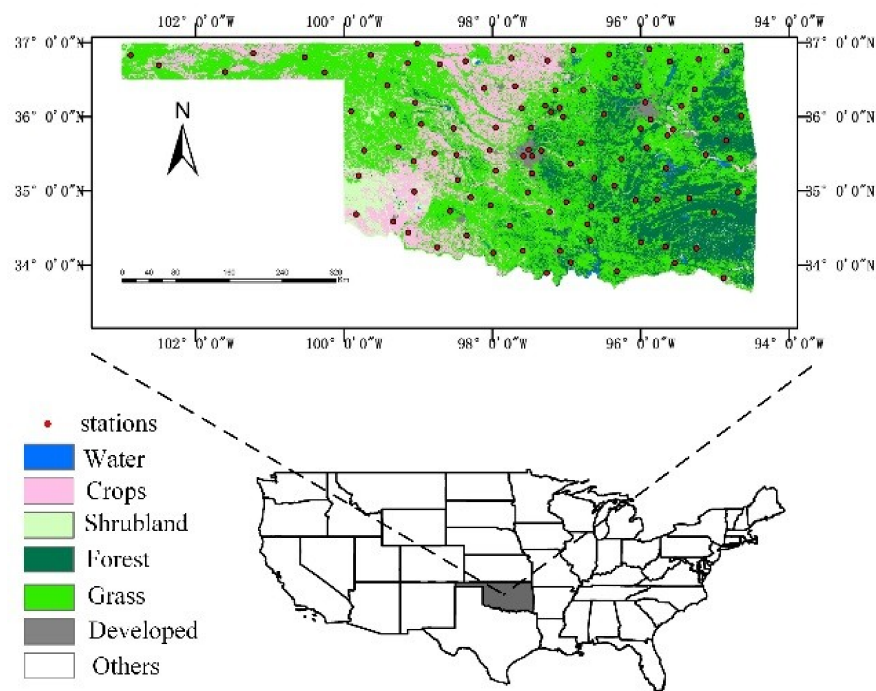 102° 0′0″W 100° 0′0″W 98° 0′0″W 96° 0′0″W 94° 0′0″W
37° 0′0″N 37° 0′0″N
36° 0′0″N 36° 0′0″N
35° 0′0″N 35° 0′0″N
34° 0′0″N 34° 0′0″N
N
0 20 40 80 160 240 320
Km
102° 0′0″W 100° 0′0″W 98° 0′0″W 96° 0′0″W 94° 0′0″W
stations
Water
Crops
Shrubland
Forest
Grass
Developed
Others